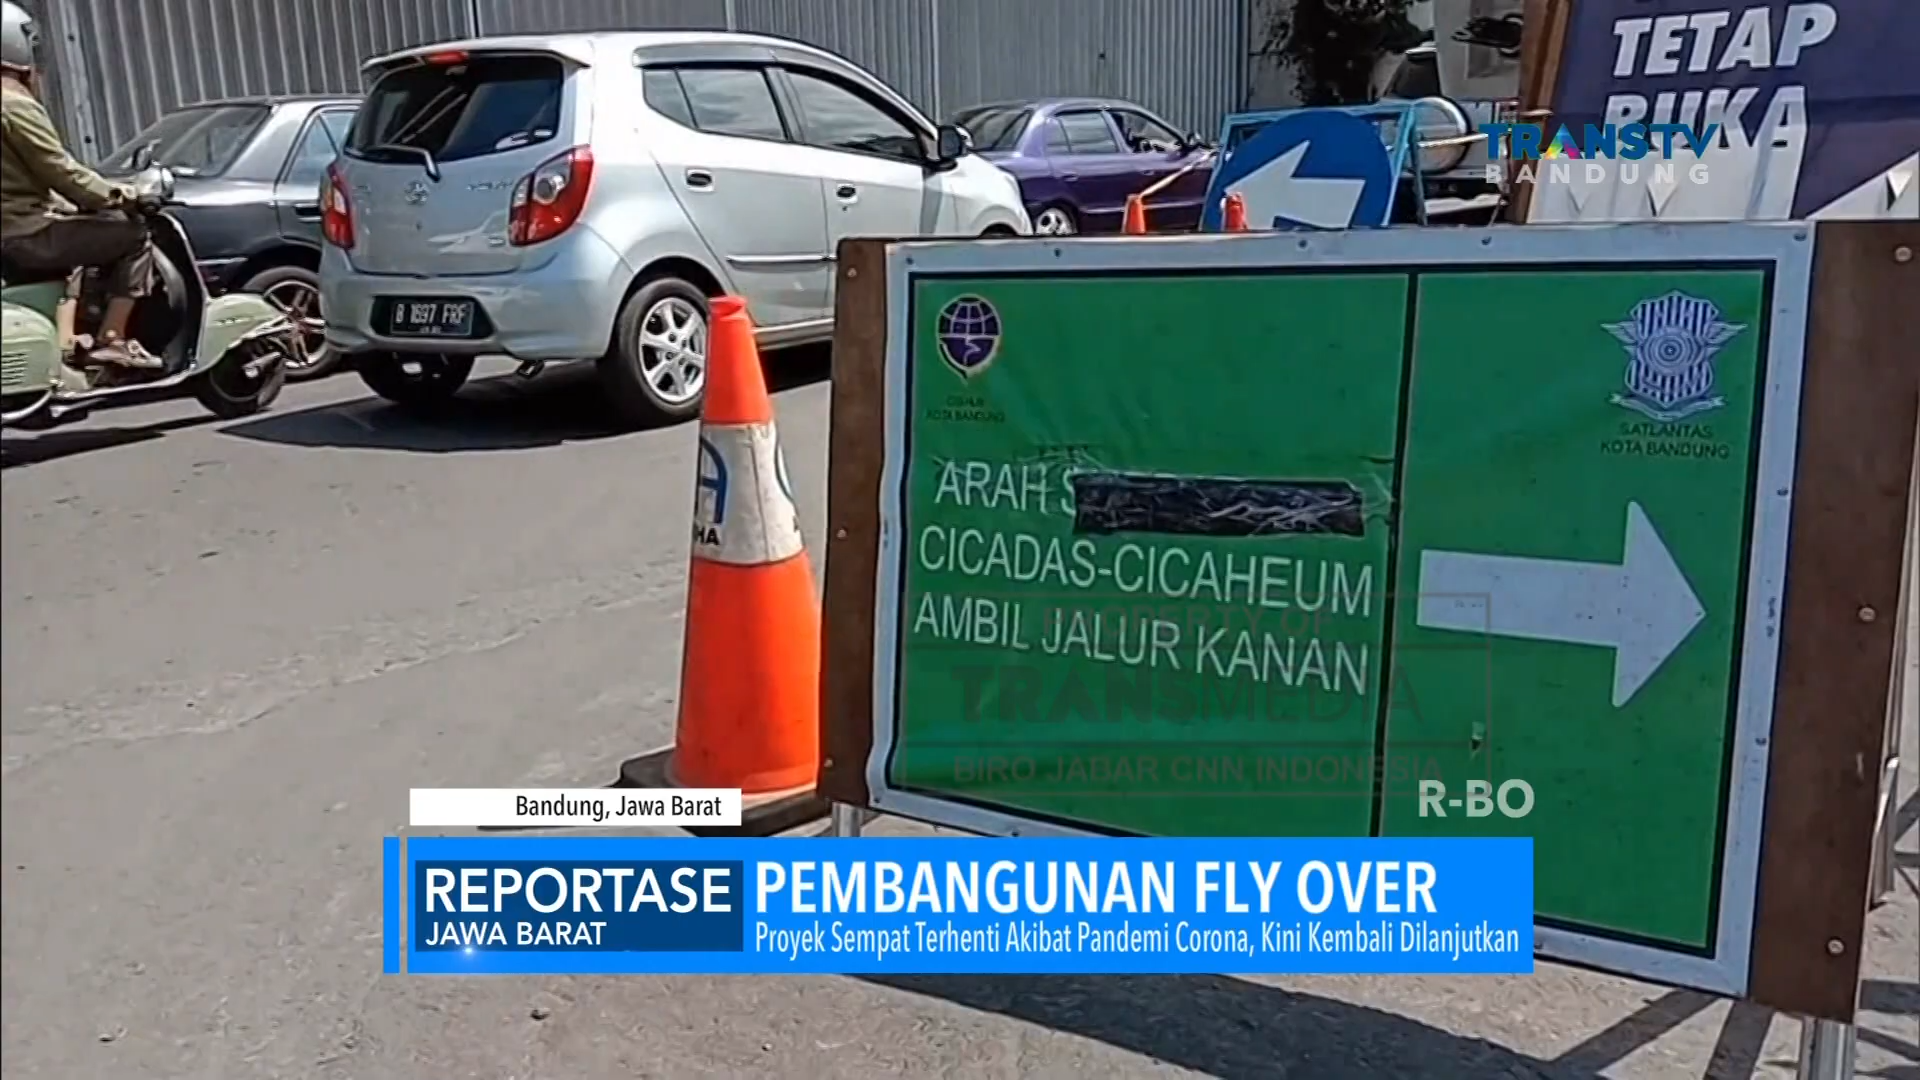 TETAP
BUKA
TRANSTV
BANDUNG
B 1697 FRF
DISHUB
KOTA BANDUNG
SATLANTAS
KOTA BANDUNG
ARAH S
CICADAS-CICAHEUM
AMBIL JALUR KANAN
HA
PROPERTY OF
TRANSMEDIA
BIRO JABAR CNN INDONESIA
R-BO
Bandung, Jawa Barat
REPORTASE
JAWA BARAT
PEMBANGUNAN FLY OVER
Proyek Sempat Terhenti Akibat Pandemi Corona, Kini Kembali Dilanjutkan